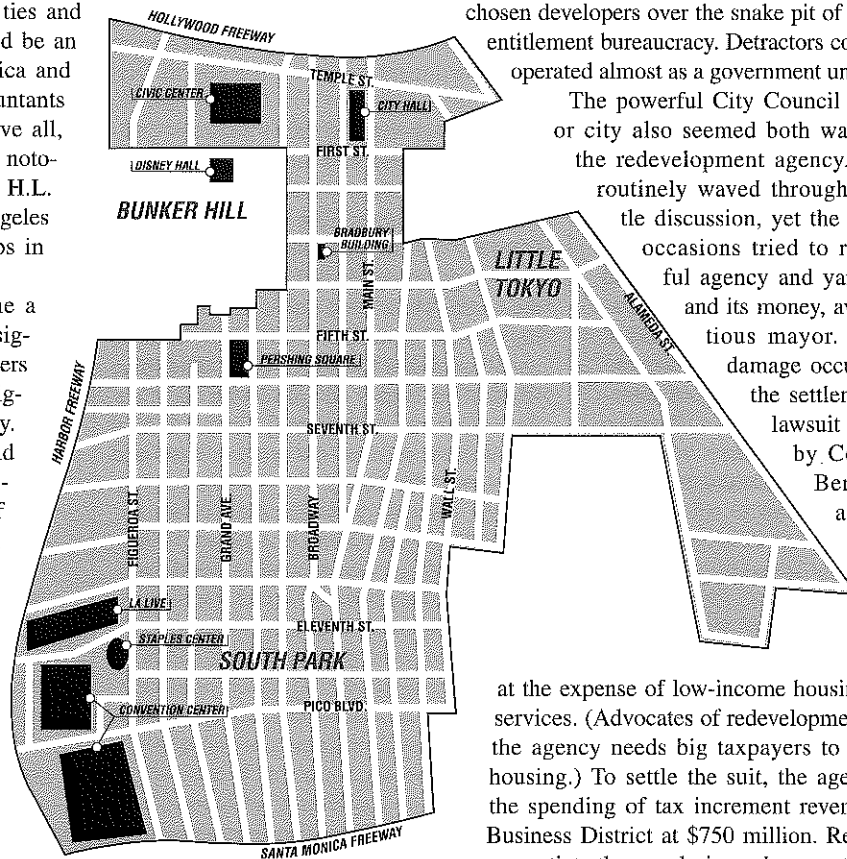 ties and
d be an
ica and
untants
ve all,
noto-
H.L.
geles
os in
ne a
sig-
ers
ig-
y.
d
-
f
HOLLYWOOD FREEWAY
TEMPLE ST.
CIVIC CENTER
CITY HALL
FIRST ST.
DISNEY HALL
BUNKER HILL
BRADBURY
BUILDING
MAIN ST.
LITTLE
TOKYO
ALAMEDA ST.
FIFTH ST.
PERSHING SQUARE
HARBOR FREEWAY
SEVENTH ST.
FIGUEROA ST.
GRAND AVE.
BROADWAY
WALL ST.
LA LIVE
ELEVENTH ST.
STAPLES CENTER
SOUTH PARK
CONVENTION CENTER
PICO BLVD.
SANTA MONICA FREEWAY
chosen developers over the snake pit of
entitlement bureaucracy. Detractors co
operated almost as a government un
The powerful City Council
or city also seemed both wa
the redevelopment agency.
routinely waved through
tle discussion, yet the
occasions tried to r
ful agency and ya
and its money, av
tious mayor.
damage occu
the settlen
lawsuit
by Co
Ber
a
at the expense of low-income housin
services. (Advocates of redevelopme
the agency needs big taxpayers to
housing.) To settle the suit, the age
the spending of tax increment reven
Business District at $750 million. Re